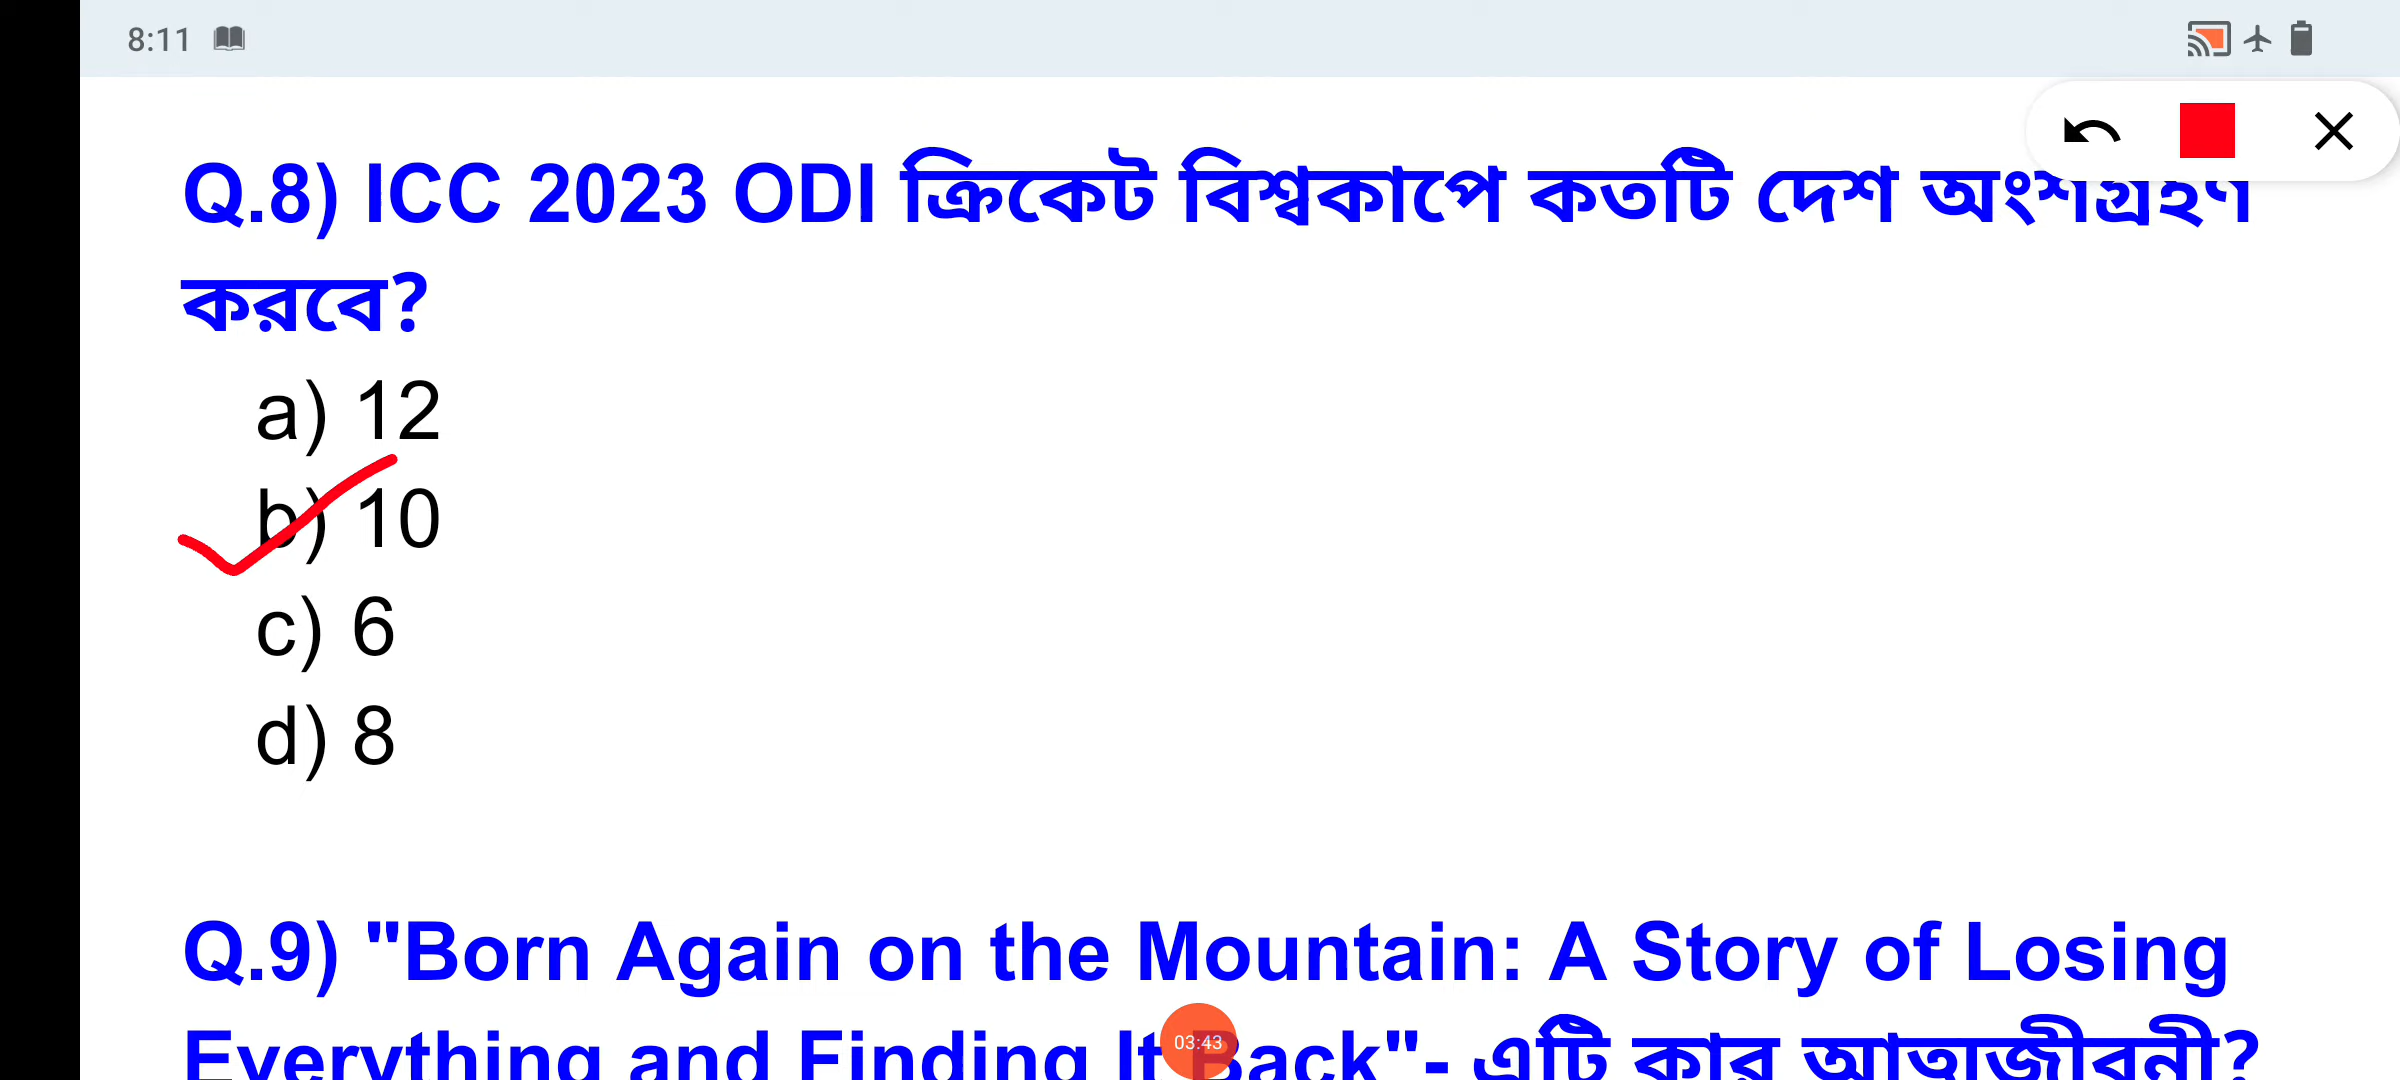 8:11
Q.8) ICC 2023 ODI ক্রিকেট বিশ্বকাপে কতটি দেশ অংশগ্রহণ
করবে?
a) 12
b) 10
c) 6
d) 8
Q.9) "Born Again on the Mountain: A Story of Losing
Everything and Finding It Back"- এটি কার আত্মজীবনী?
03:43